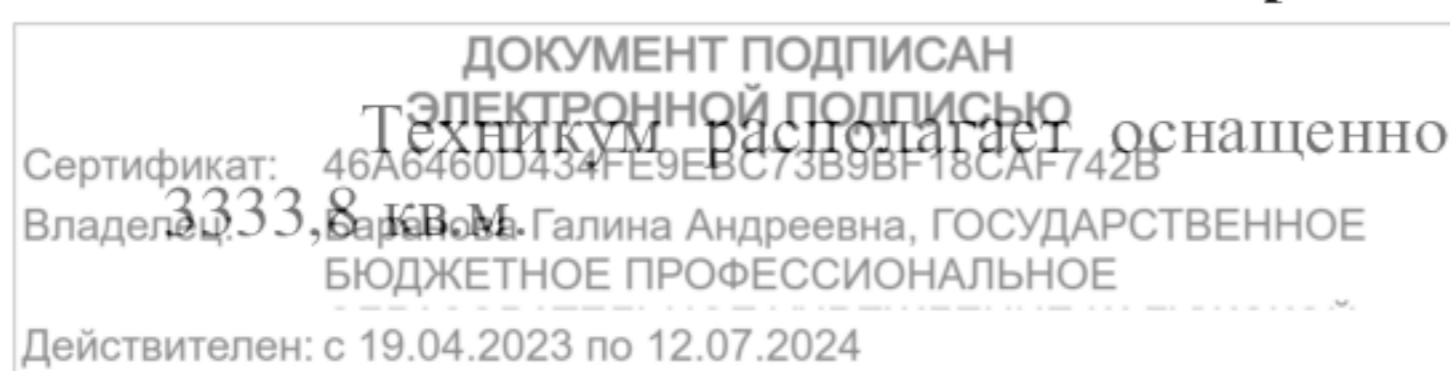 ДОКУМЕНТ ПОДПИСАН
ЭЛЕКТРОННОЙ ПОДПИСЬЮ
Техникум располагает оснащенно
Сертификат: 46A6460D434FE9EBC73B9BF18CAF742B
3333,8 кв.м.
Владелец: Баранова Галина Андреевна, ГОСУДАРСТВЕННОЕ
БЮДЖЕТНОЕ ПРОФЕССИОНАЛЬНОЕ
Действителен: с 19.04.2023 по 12.07.2024